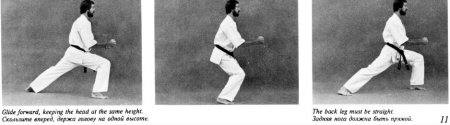 Glide forward, keeping the head at the same height.
Скользите вперед, держа голову на одной высоте.
The back leg must be straight.
Задняя нога должна быть прямой.
11